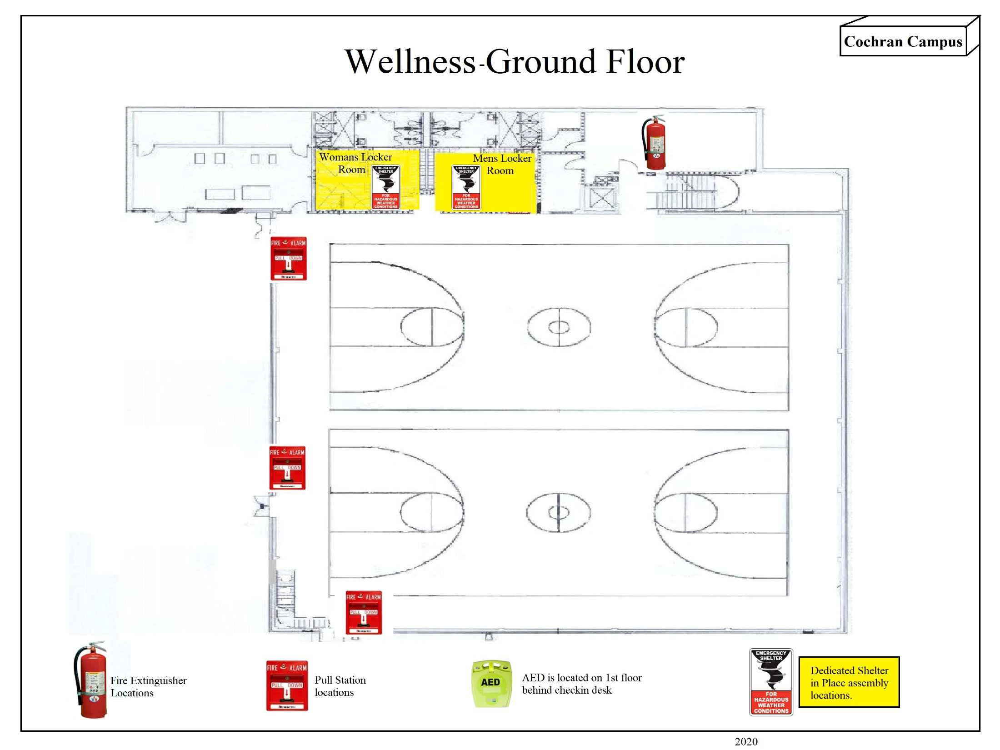 Cochran Campus
Wellness-Ground Floor
Womans Locker
Room
EMERGENCY
SHELTER
FOR
HAZARDOUS
WEATHER
CONDITIONS
Mens Locker
Room
EMERGENCY
SHELTER
FOR
HAZARDOUS
WEATHER
CONDITIONS
FIRE ALARM
PULL DOWN
FIRE ALARM
PULL DOWN
FIRE ALARM
PULL DOWN
Fire Extinguisher
Locations
FIRE ALARM
PULL DOWN
Pull Station
locations
AED
AED is located on 1st floor
behind checkin desk
EMERGENCY
SHELTER
FOR
HAZARDOUS
WEATHER
CONDITIONS
Dedicated Shelter
in Place assembly
locations.
2020